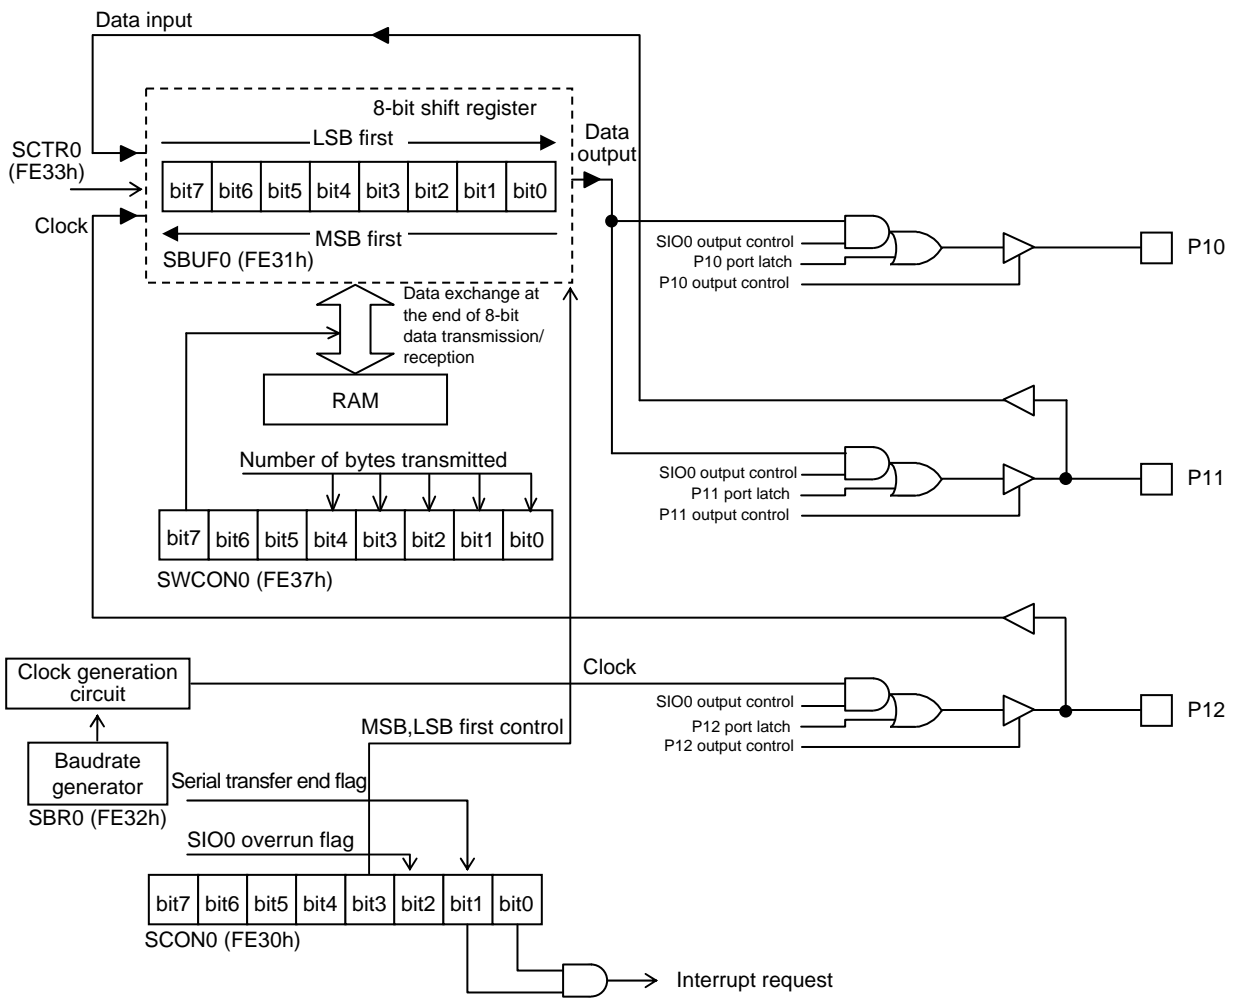 Data input
8-bit shift register
LSB first
Data
output
SCTR0
(FE33h)
bit7 bit6 bit5 bit4 bit3 bit2 bit1 bit0
Clock
MSB first
SBUF0 (FE31h)
SIO0 output control
P10 port latch
P10 output control
P10
Data exchange at
the end of 8-bit
data transmission/
reception
RAM
Number of bytes transmitted
SIO0 output control
P11 port latch
P11 output control
P11
bit7 bit6 bit5 bit4 bit3 bit2 bit1 bit0
SWCON0 (FE37h)
Clock generation
circuit
Clock
SIO0 output control
P12 port latch
P12 output control
P12
MSB,LSB first control
Baudrate
generator
SBR0 (FE32h)
Serial transfer end flag
SIO0 overrun flag
bit7 bit6 bit5 bit4 bit3 bit2 bit1 bit0
SCON0 (FE30h)
Interrupt request